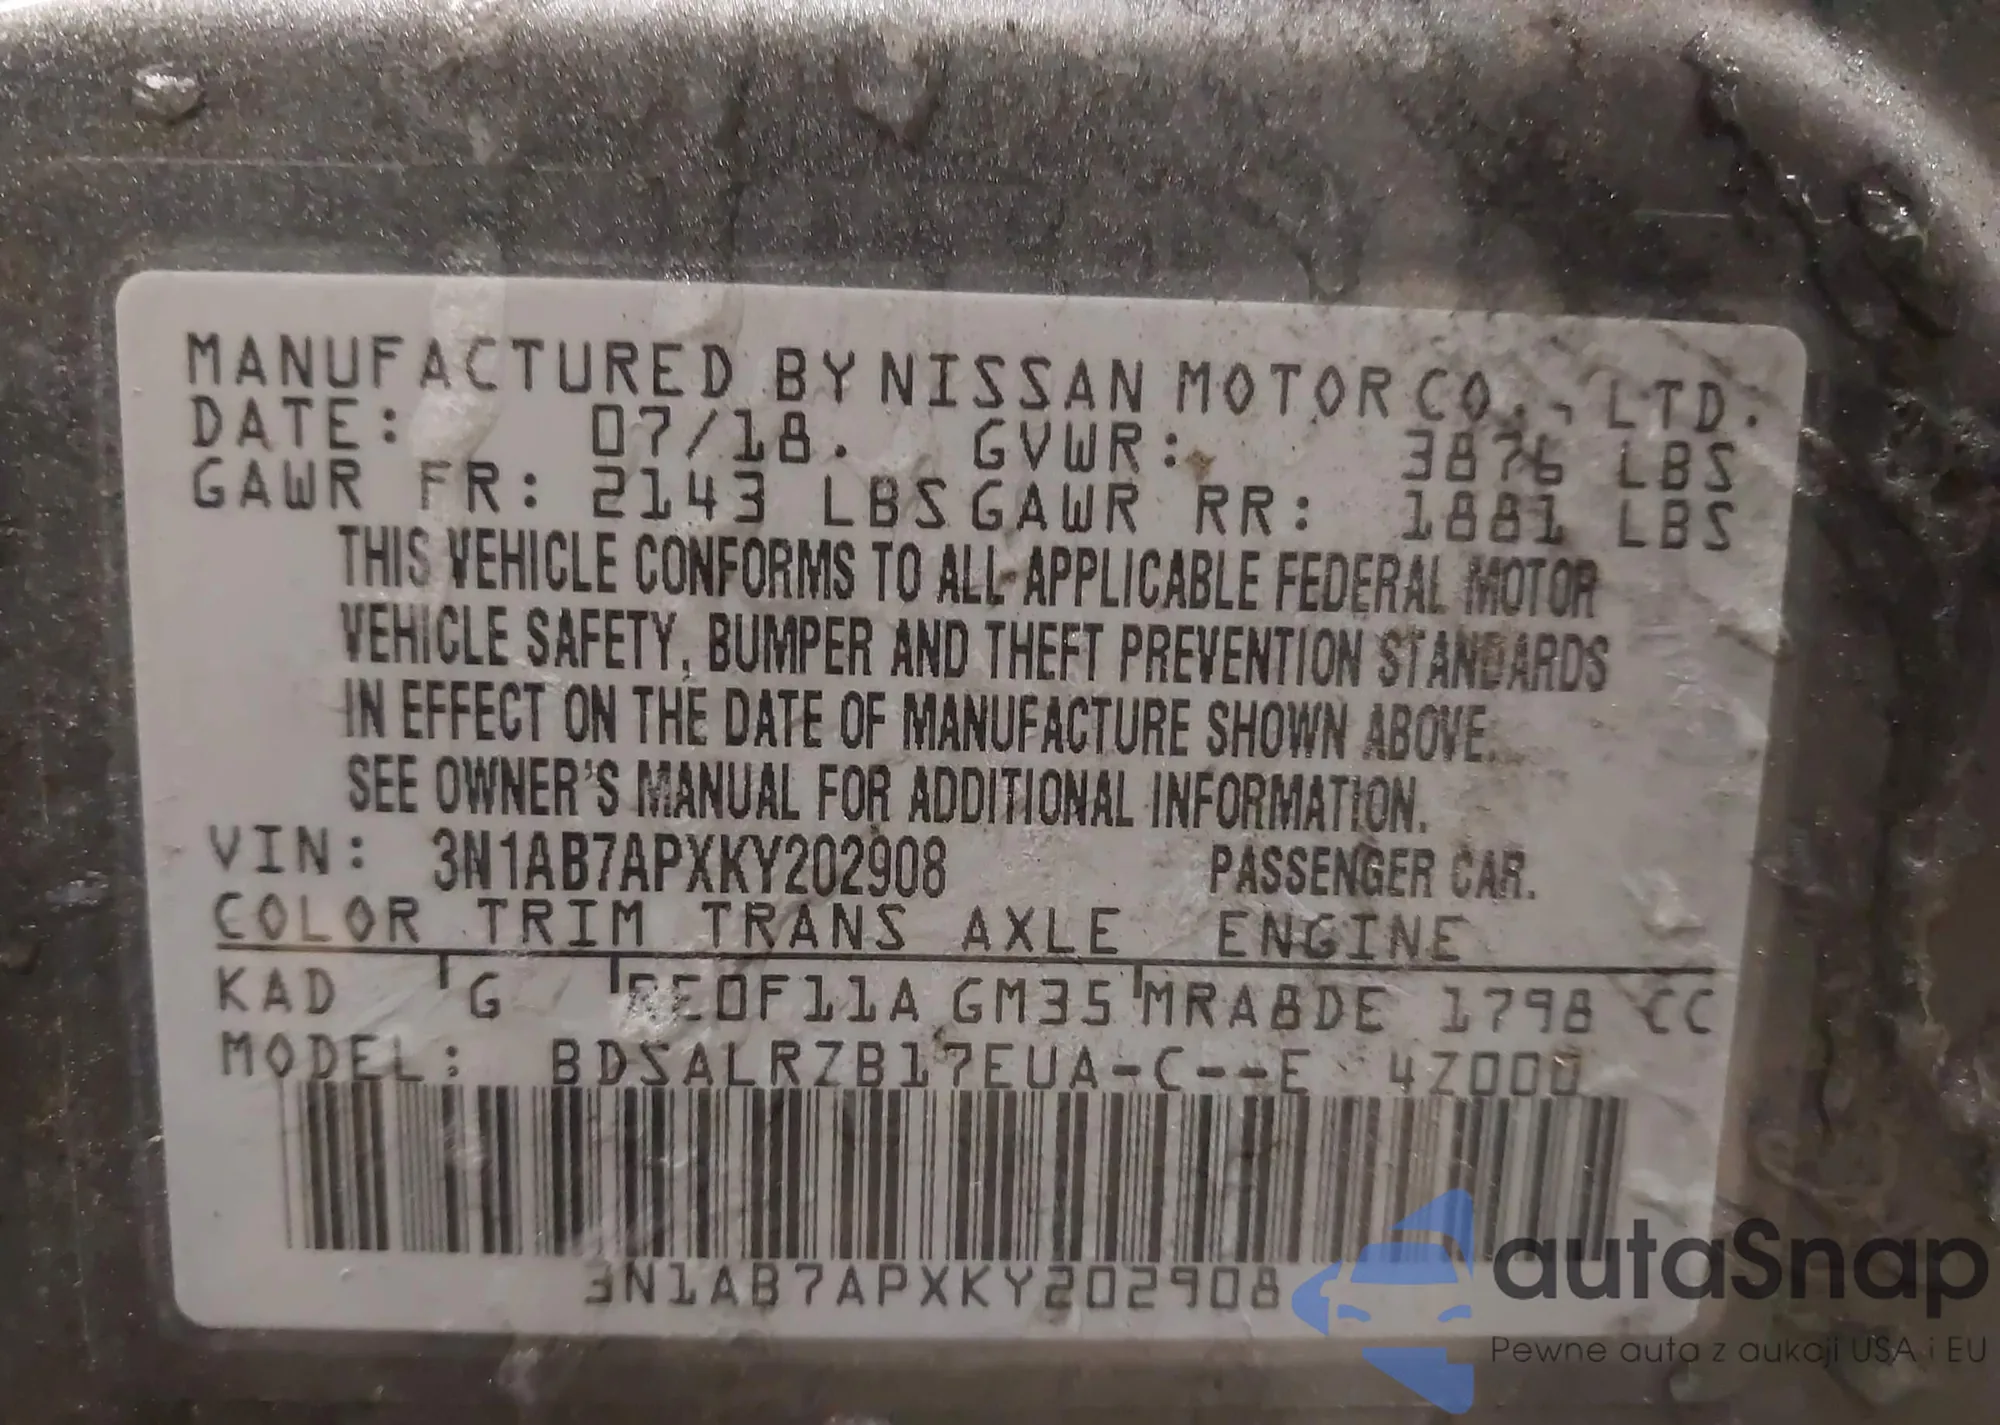 MANUFACTURED BY NISSAN MOTOR CO., LTD.
DATE: 07/18. GVWR: 3876 LBS
GAWR FR: 2143 LBS GAWR RR: 1881 LBS
THIS VEHICLE CONFORMS TO ALL APPLICABLE FEDERAL MOTOR
VEHICLE SAFETY, BUMPER AND THEFT PREVENTION STANDARDS
IN EFFECT ON THE DATE OF MANUFACTURE SHOWN ABOVE.
SEE OWNER'S MANUAL FOR ADDITIONAL INFORMATION.
VIN: 3N1AB7APXKY202908 PASSENGER CAR.
COLOR TRIM TRANS AXLE ENGINE
KAD G RE0F11A GM35 MRA8DE 1798 CC
MODEL: BDSALRZB17EUA-C--E 4Z000
3N1AB7APXKY202908
autaSnap
Pewne auta z aukcji USA i EU